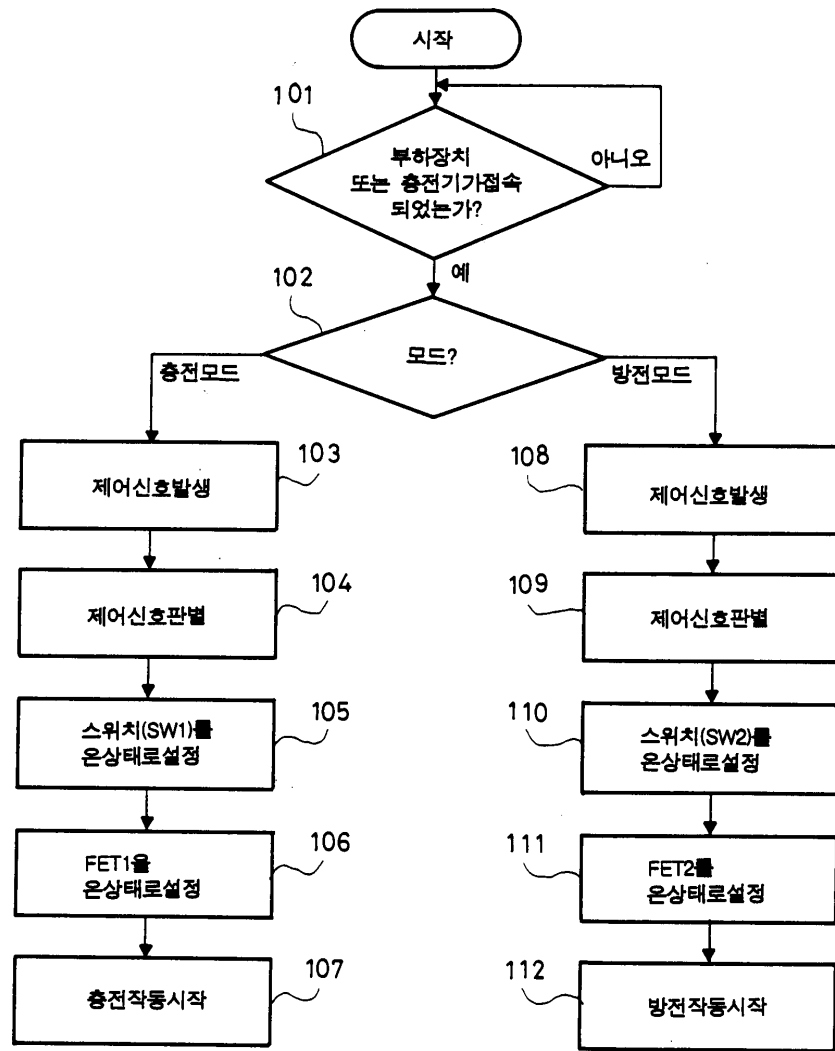 시작
101
부하장치
또는 충전기가접속
되었는가?
아니오
예
102
모드?
충전모드
방전모드
103
제어신호발생
108
제어신호발생
104
제어신호판별
109
제어신호판별
105
스위치(SW1)를
온상태로설정
110
스위치(SW2)를
온상태로설정
106
FET1을
온상태로설정
111
FET2를
온상태로설정
107
충전작동시작
112
방전작동시작